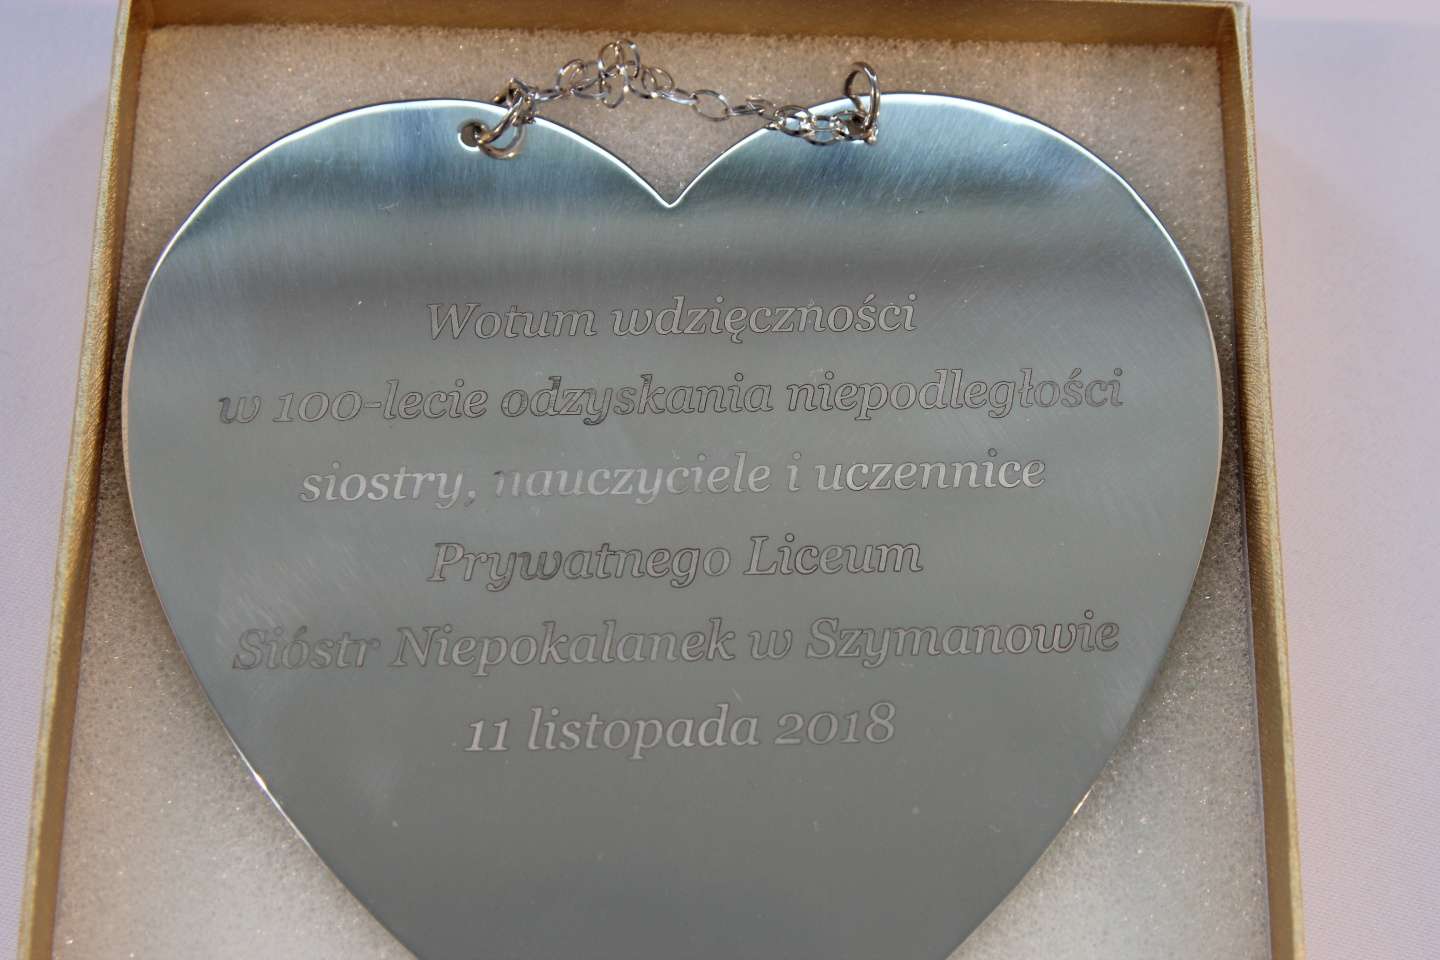 Wotum wdzięczności
w 100-lecie odzyskania niepodległości
siostry, nauczyciele i uczennice
Prywatnego Liceum
Sióstr Niepokalanek w Szymanowie
11 listopada 2018